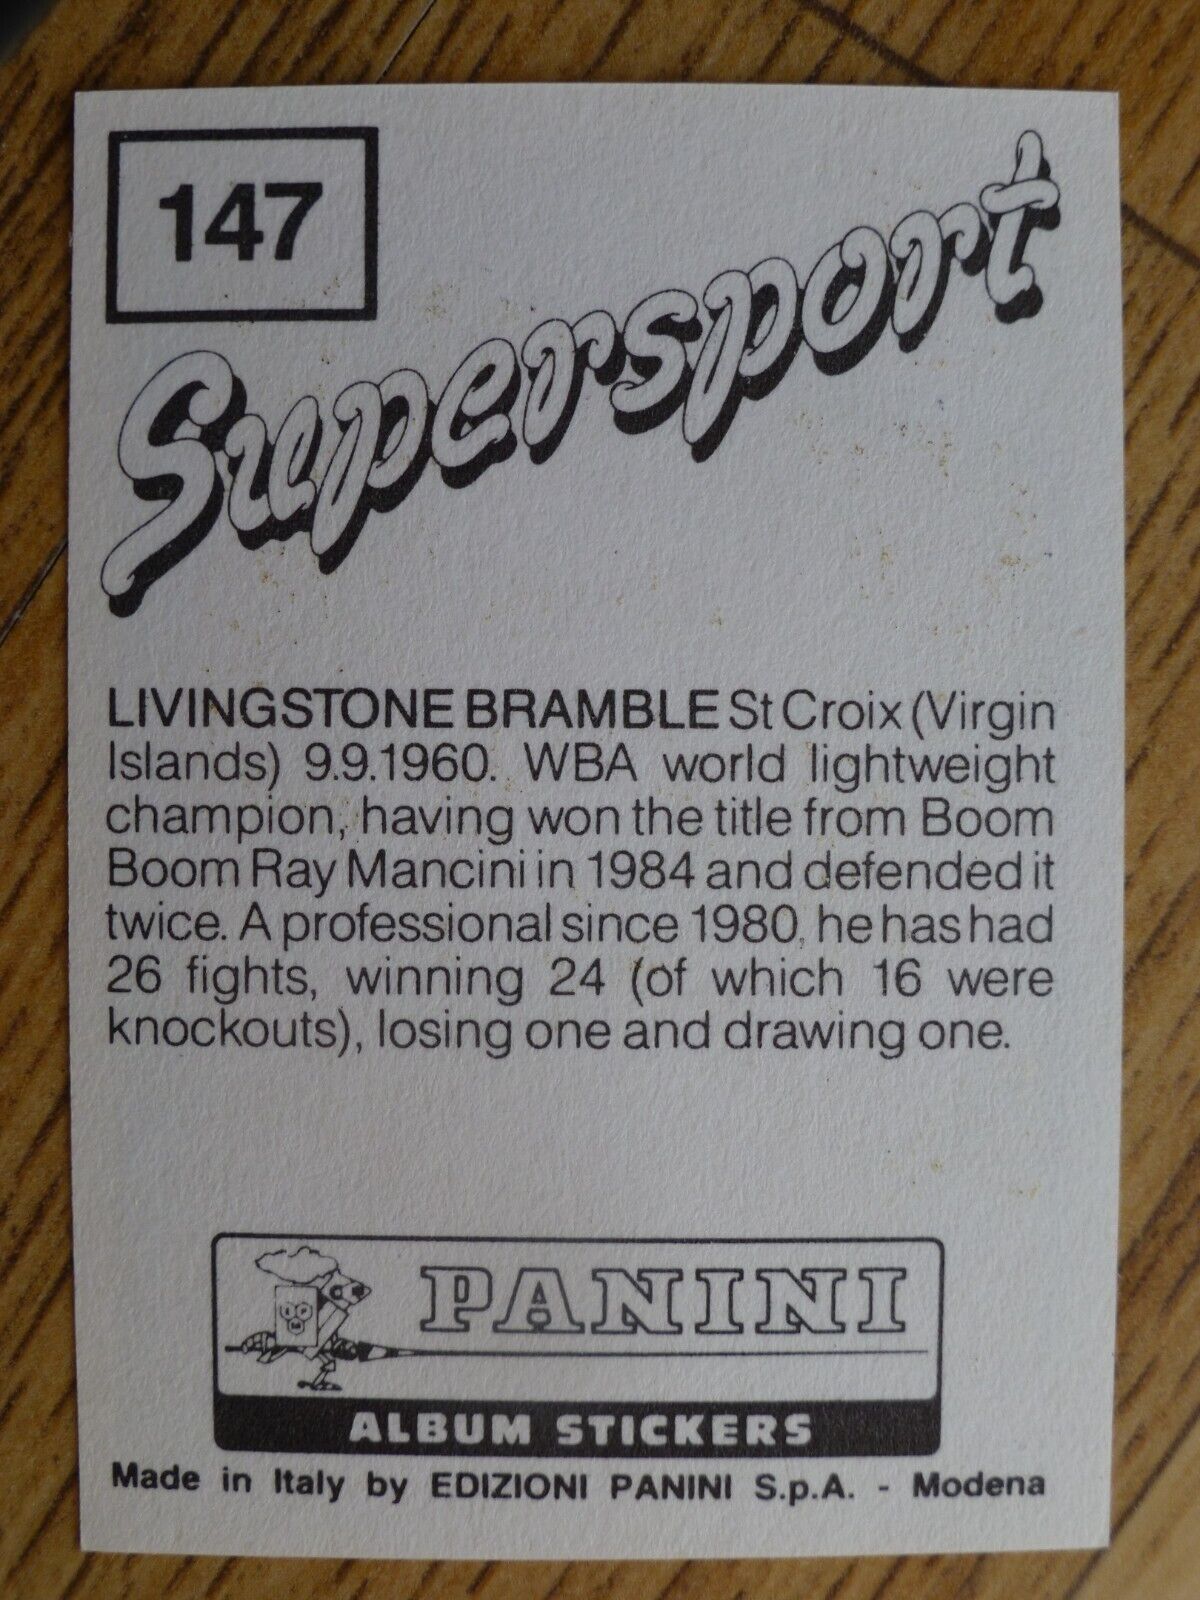 147
Supersport
LIVINGSTONE BRAMBLE St Croix (Virgin
Islands) 9.9.1960. WBA world lightweight
champion, having won the title from Boom
Boom Ray Mancini in 1984 and defended it
twice. A professional since 1980, he has had
26 fights, winning 24 (of which 16 were
knockouts), losing one and drawing one.
PANINI
ALBUM STICKERS
Made in Italy by EDIZIONI PANINI S.p.A. - Modena